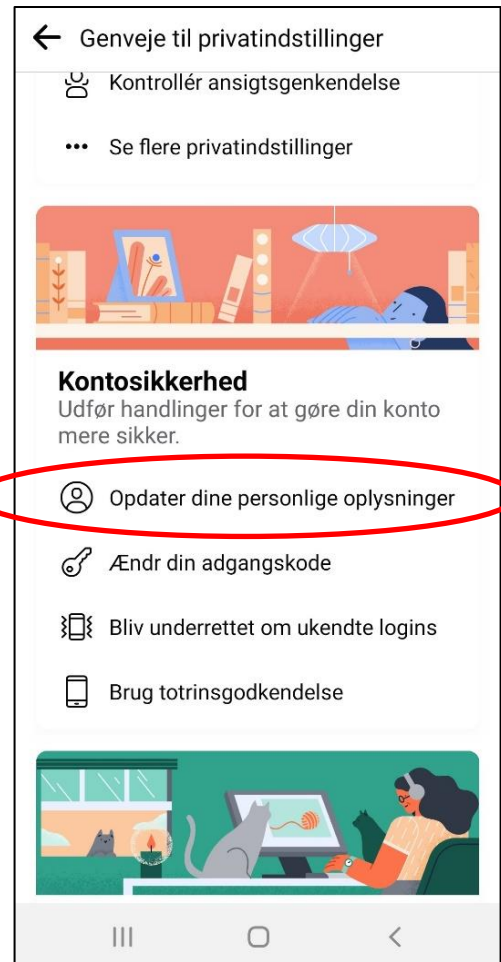 Genveje til privatindstillinger
Kontrollér ansigtsgenkendelse
Se flere privatindstillinger
Kontosikkerhed
Udfør handlinger for at gøre din konto
mere sikker.
Opdater dine personlige oplysninger
Ændr din adgangskode
Bliv underrettet om ukendte logins
Brug totrinsgodkendelse